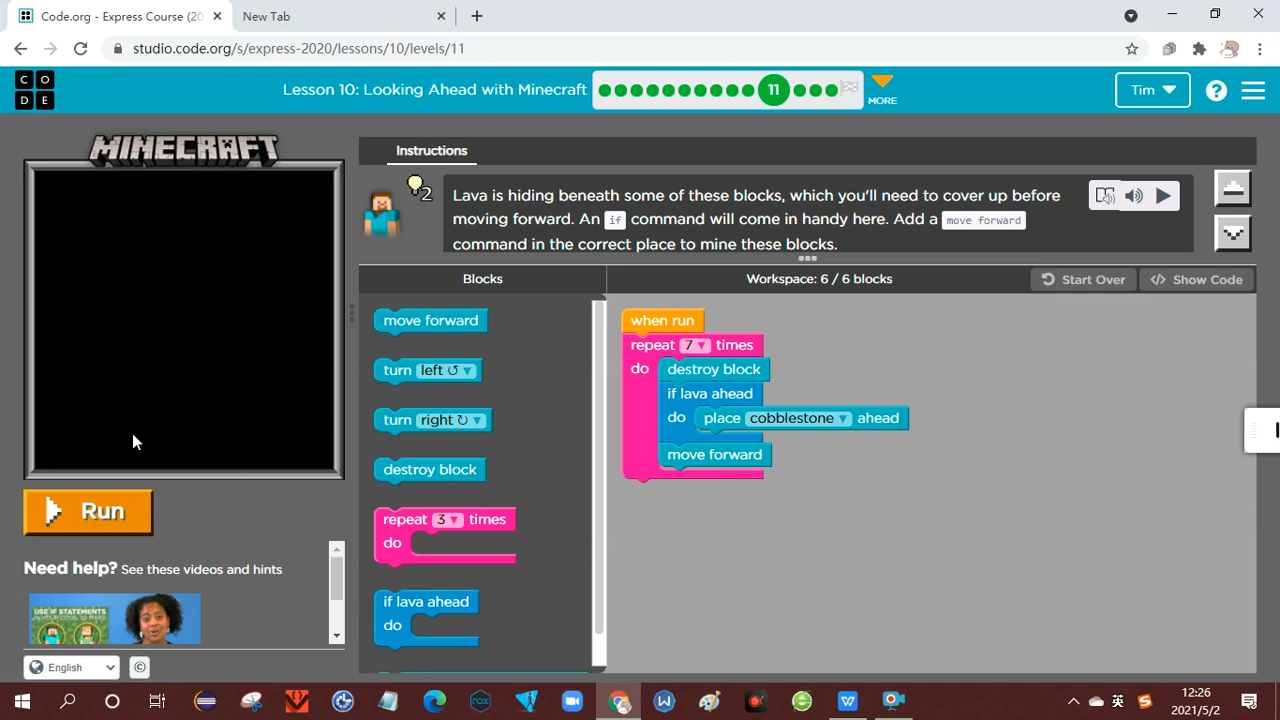 Code.org - Express Course (20
New Tab
studio.code.org/s/express-2020/lessons/10/levels/11
C O
D E
Lesson 10: Looking Ahead with Minecraft
11
MORE
Tim
?
MINECRAFT
Instructions
2
Lava is hiding beneath some of these blocks, which you'll need to cover up before
moving forward. An if command will come in handy here. Add a move forward
command in the correct place to mine these blocks.
Blocks
Workspace: 6 / 6 blocks
Start Over
</> Show Code
move forward
turn left
turn right
destroy block
repeat 3 times
do
if lava ahead
do
when run
repeat 7 times
do destroy block
if lava ahead
do place cobblestone ahead
move forward
Run
Need help? See these videos and hints
USE IF STATEMENTS
English
©
英
12:26
2021/5/2